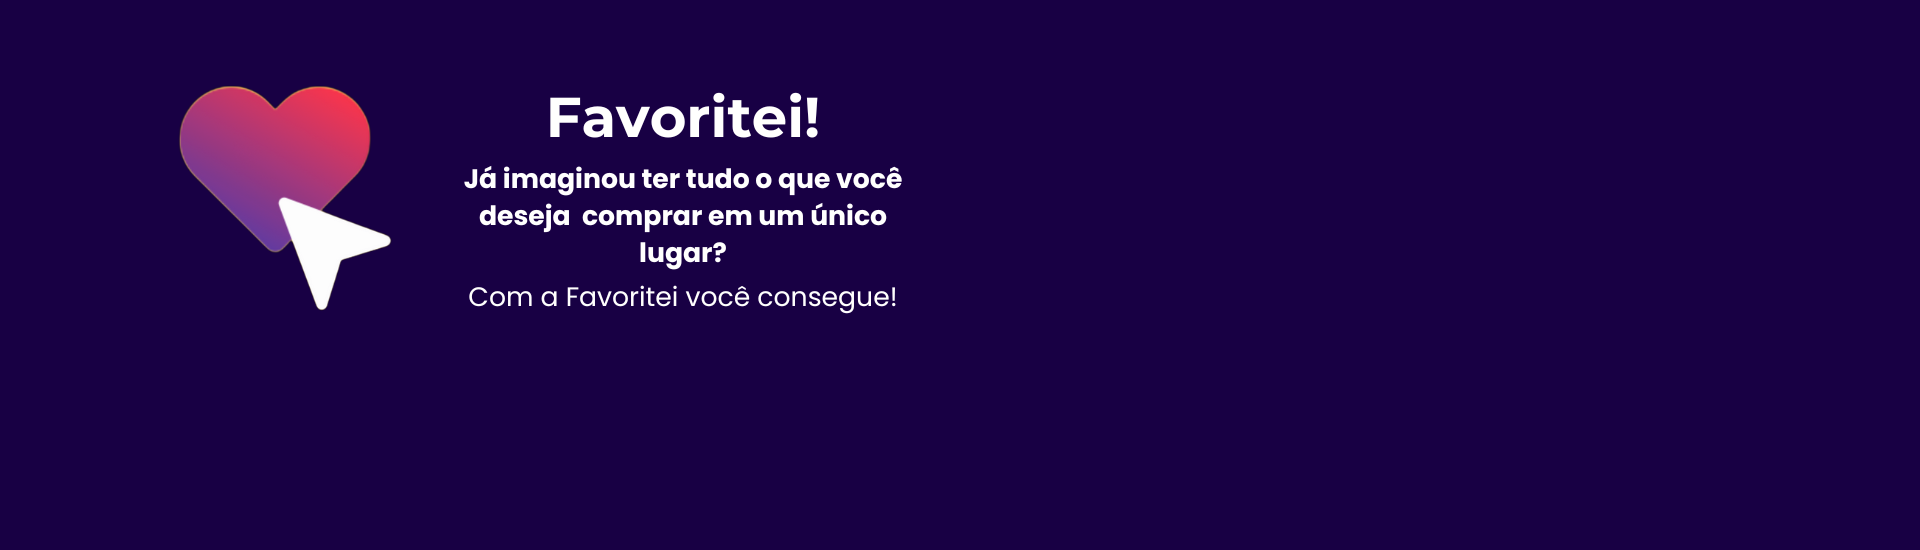 Favoritei!
Já imaginou ter tudo o que você
deseja  comprar em um único
lugar?
Com a Favoritei você consegue!